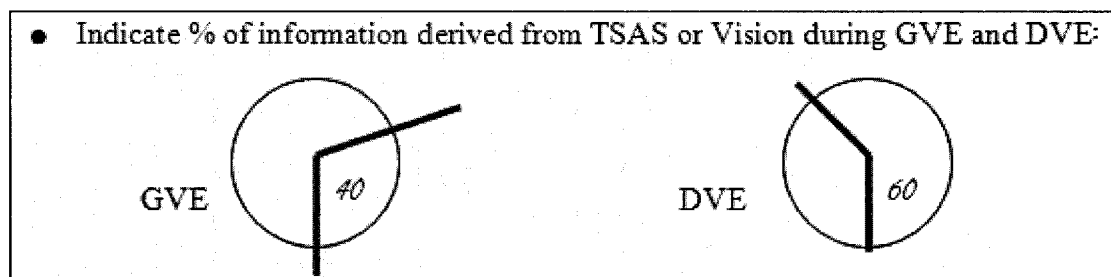 ● Indicate % of information derived from TSAS or Vision during GVE and DVE:
40
60
GVE
DVE